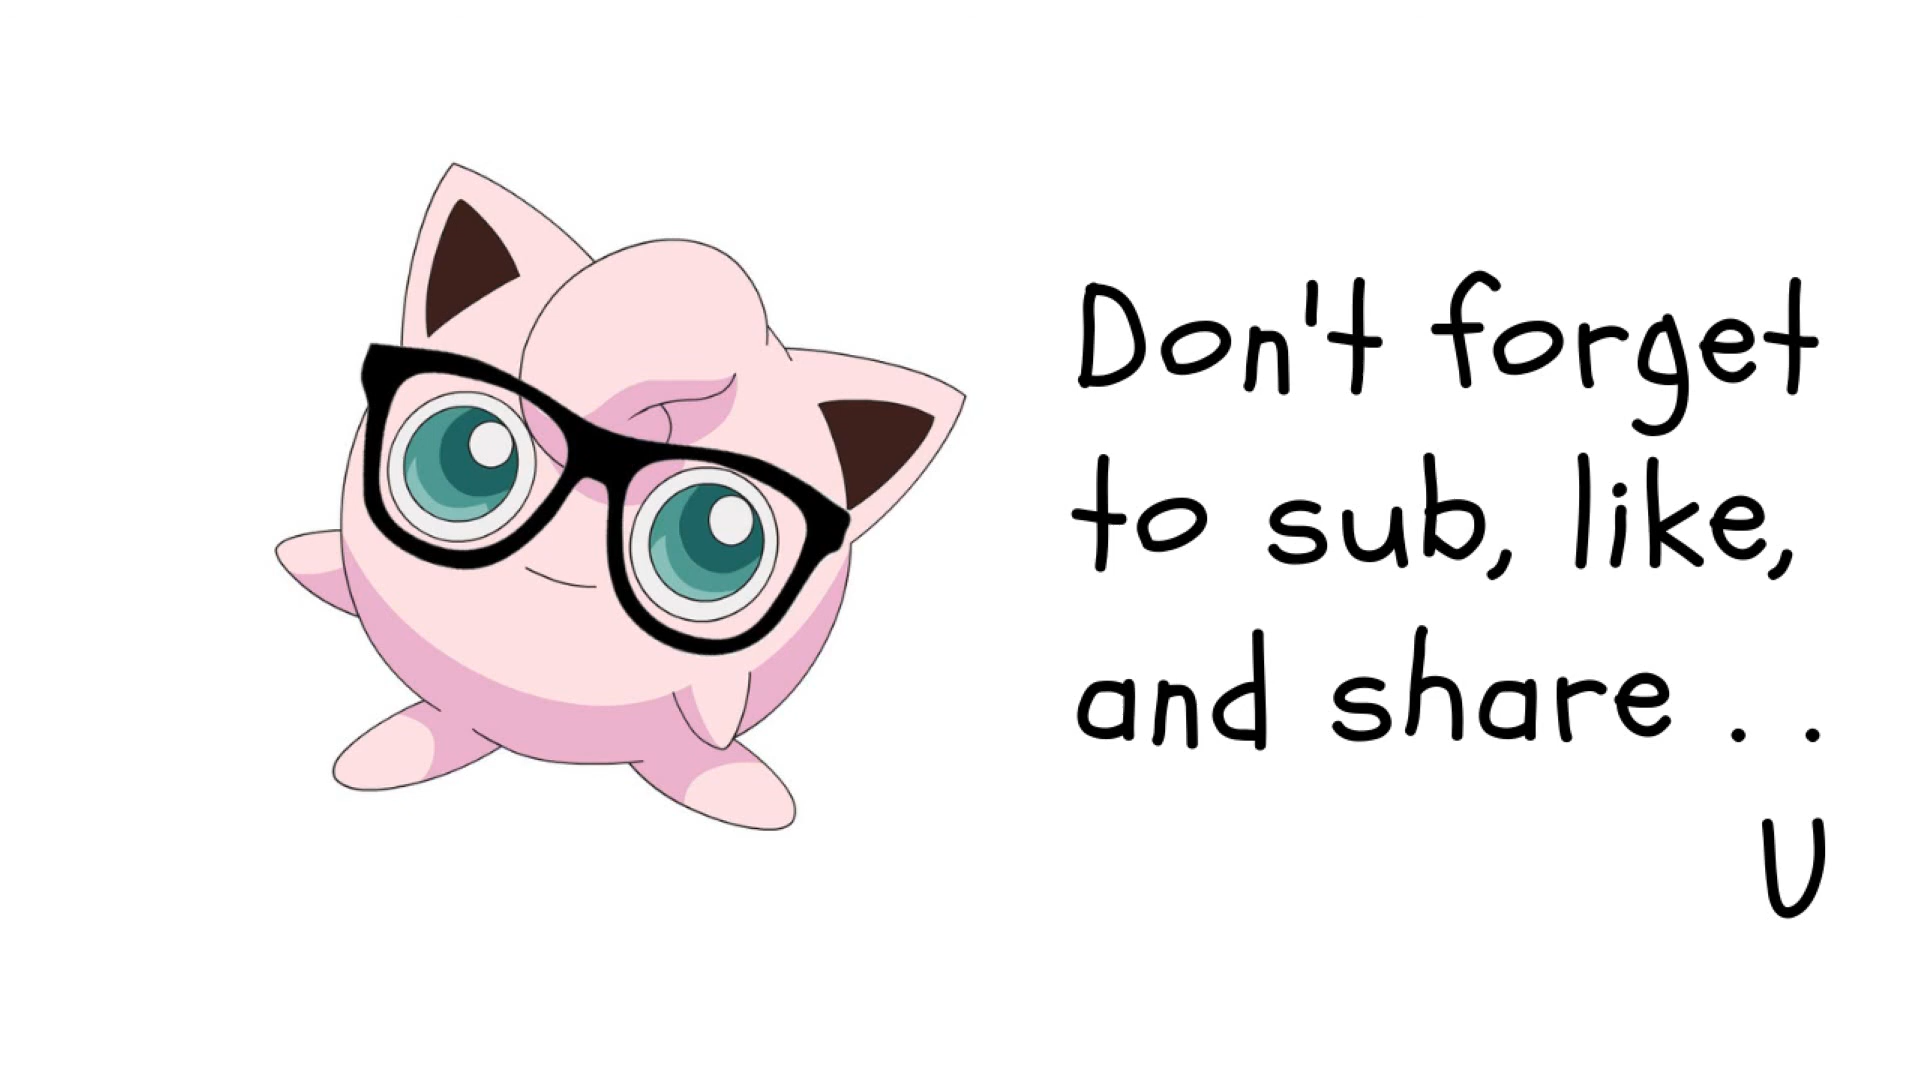 Don't forget
to sub, like,
and share . .
U